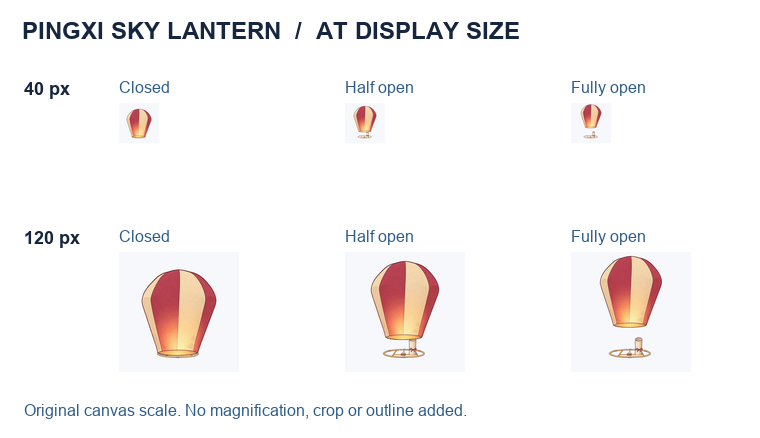 PINGXI SKY LANTERN / AT DISPLAY SIZE
40 px
Closed
Half open
Fully open
120 px
Closed
Half open
Fully open
Original canvas scale. No magnification, crop or outline added.